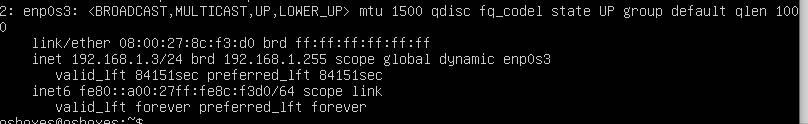 2: enp0s3: <BROADCAST,MULTICAST,UP,LOWER_UP> mtu 1500 qdisc fq_codel state UP group default qlen 100
0
    link/ether 08:00:27:8c:f3:d0 brd ff:ff:ff:ff:ff:ff
    inet 192.168.1.3/24 brd 192.168.1.255 scope global dynamic enp0s3
       valid_lft 84151sec preferred_lft 84151sec
    inet6 fe80::a00:27ff:fe8c:f3d0/64 scope link
       valid_lft forever preferred_lft forever
osboxes@osboxes:~$